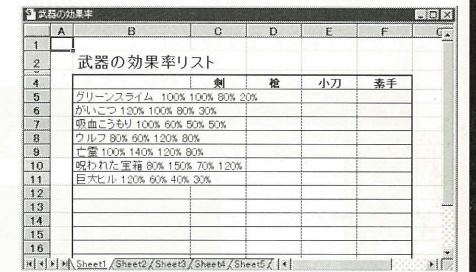 武器の効果率
A B C D E F
1
2 武器の効果率リスト
4 剣 槍 小刀 素手
5 グリーンスライム 100% 100% 80% 20%
6 がいこつ 120% 100% 80% 30%
7 吸血こうもり 100% 60% 50% 50%
8 ウルフ 80% 60% 120% 80%
9 亡霊 100% 140% 120% 80%
10 呪われた宝箱 80% 150% 70% 120%
11 巨大ヒル 120% 60% 40% 30%
12
13
14
15
16
Sheet1 Sheet2 Sheet3 Sheet4 Sheet5